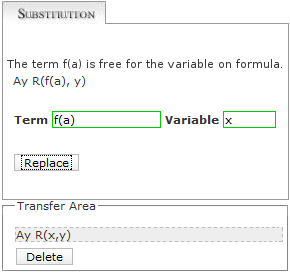 Substitution
The term f(a) is free for the variable on formula.
Ay R(f(a), y)
Term f(a) Variable x
Replace
Transfer Area
Ay R(x,y)
Delete